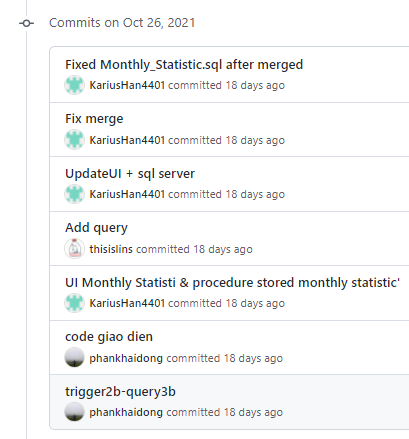 Commits on Oct 26, 2021
Fixed Monthly_Statistic.sql after merged
KariusHan4401 committed 18 days ago
Fix merge
KariusHan4401 committed 18 days ago
UpdateUI + sql server
KariusHan4401 committed 18 days ago
Add query
thisislins committed 18 days ago
UI Monthly Statisti & procedure stored monthly statistic'
KariusHan4401 committed 18 days ago
code giao dien
phankhaidong committed 18 days ago
trigger2b-query3b
phankhaidong committed 18 days ago